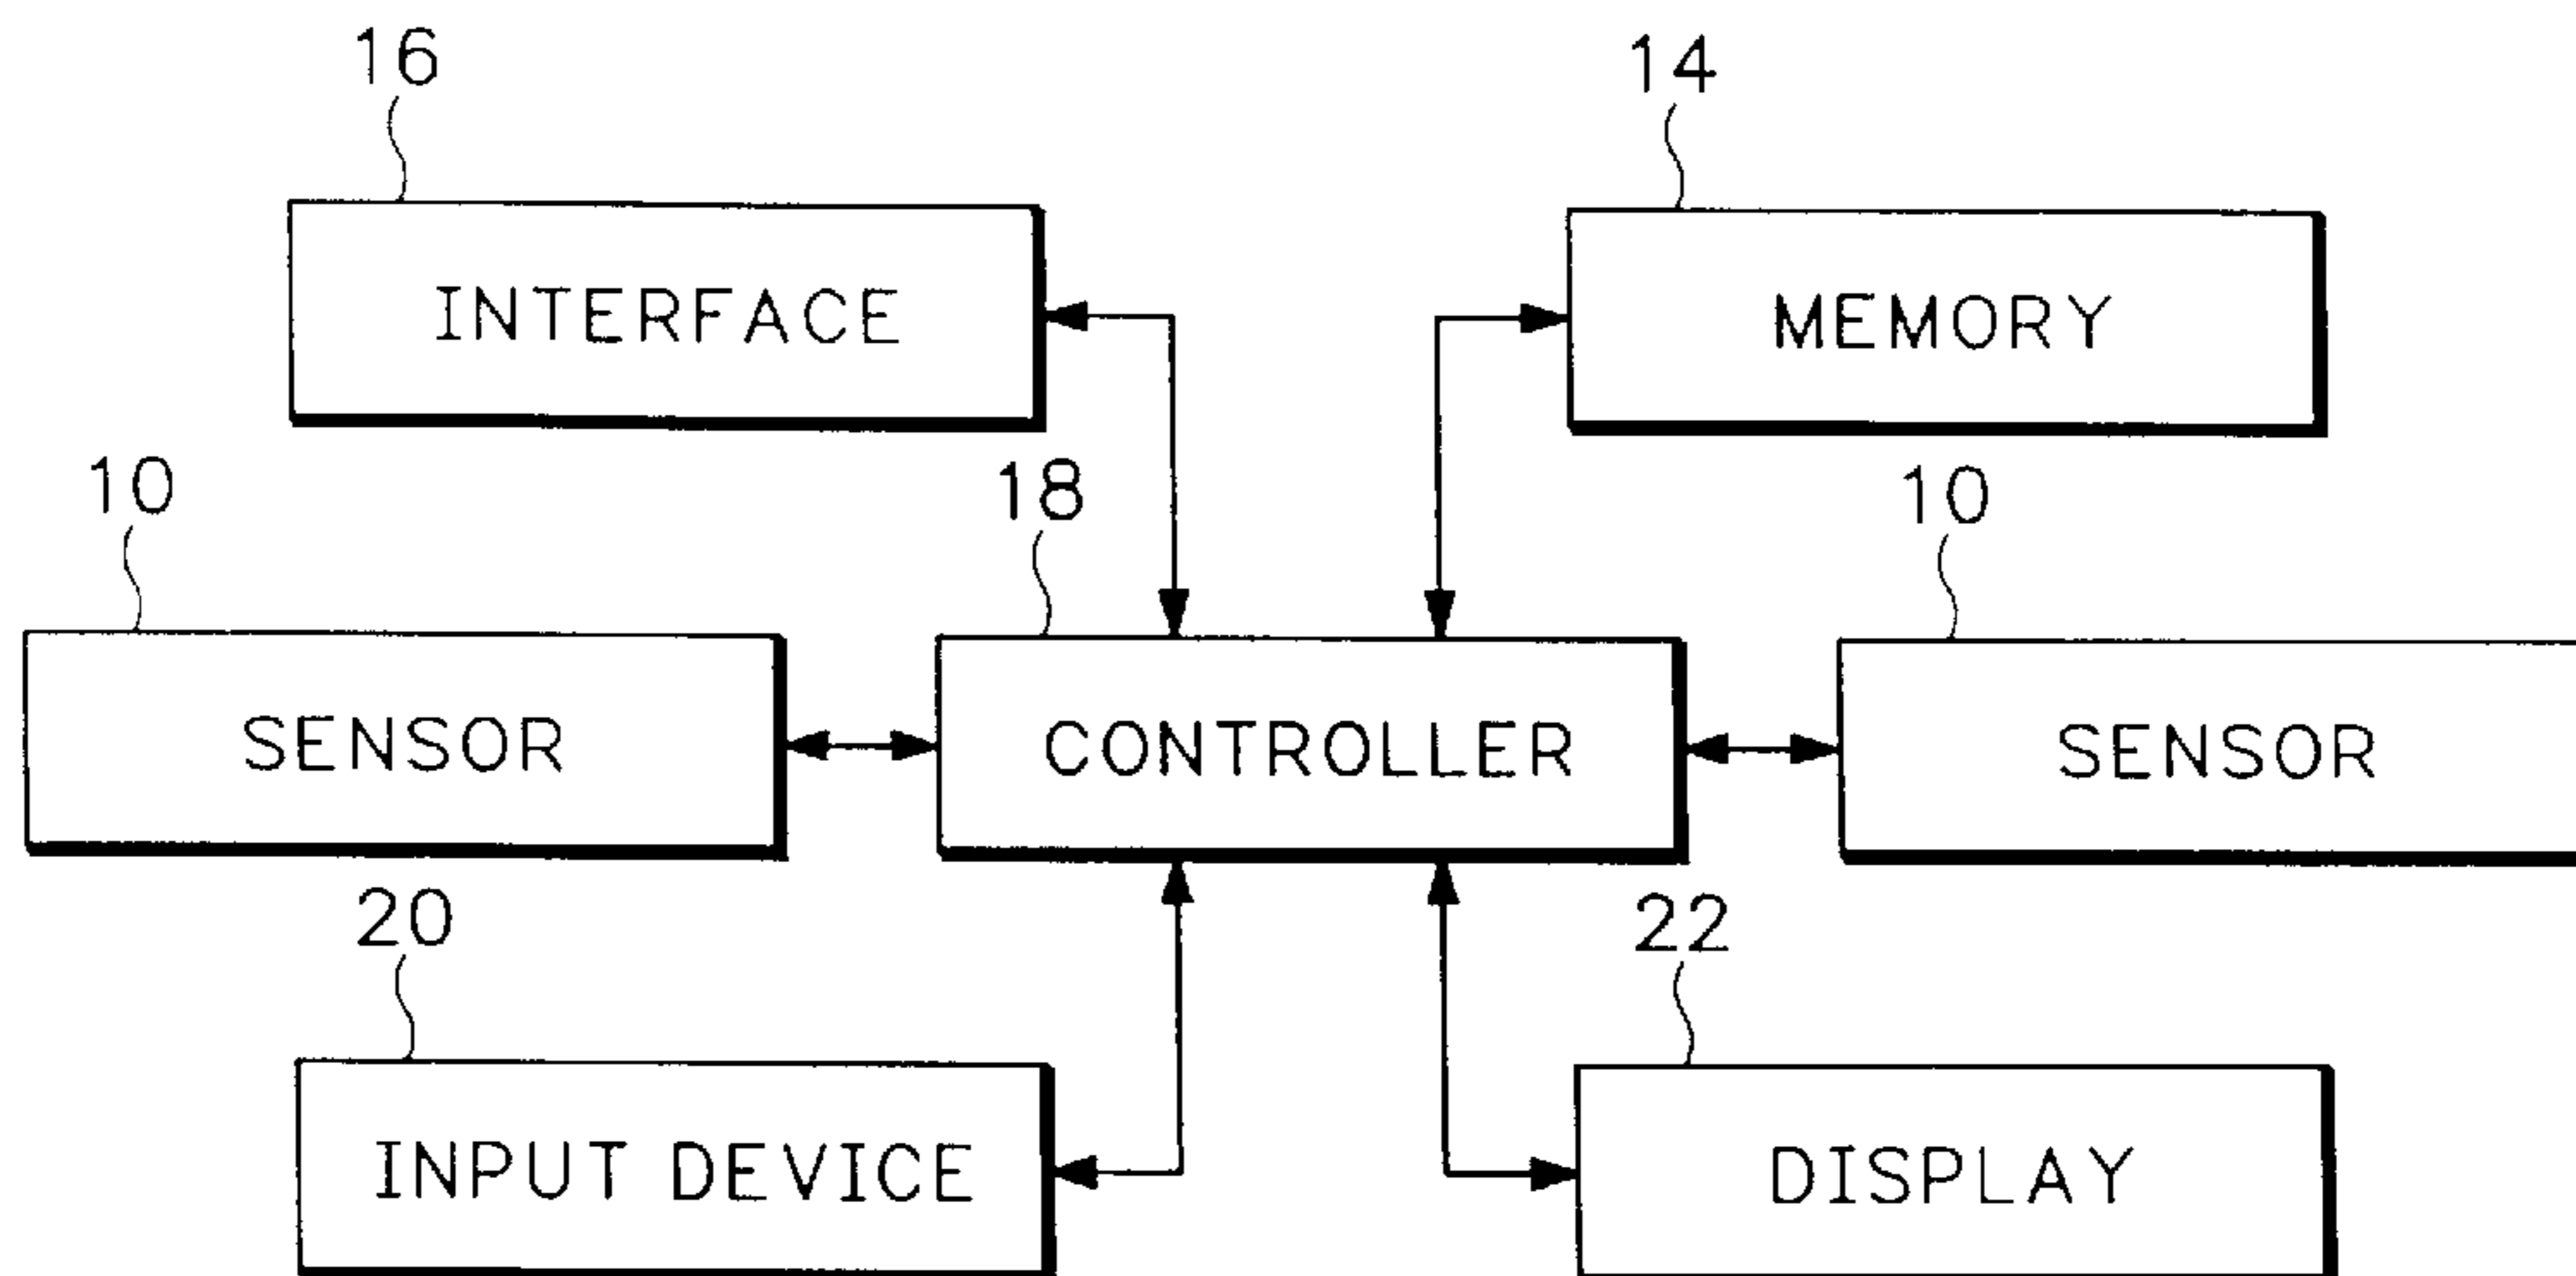 16
14
INTERFACE
MEMORY
10
18
10
SENSOR
CONTROLLER
SENSOR
20
22
INPUT DEVICE
DISPLAY